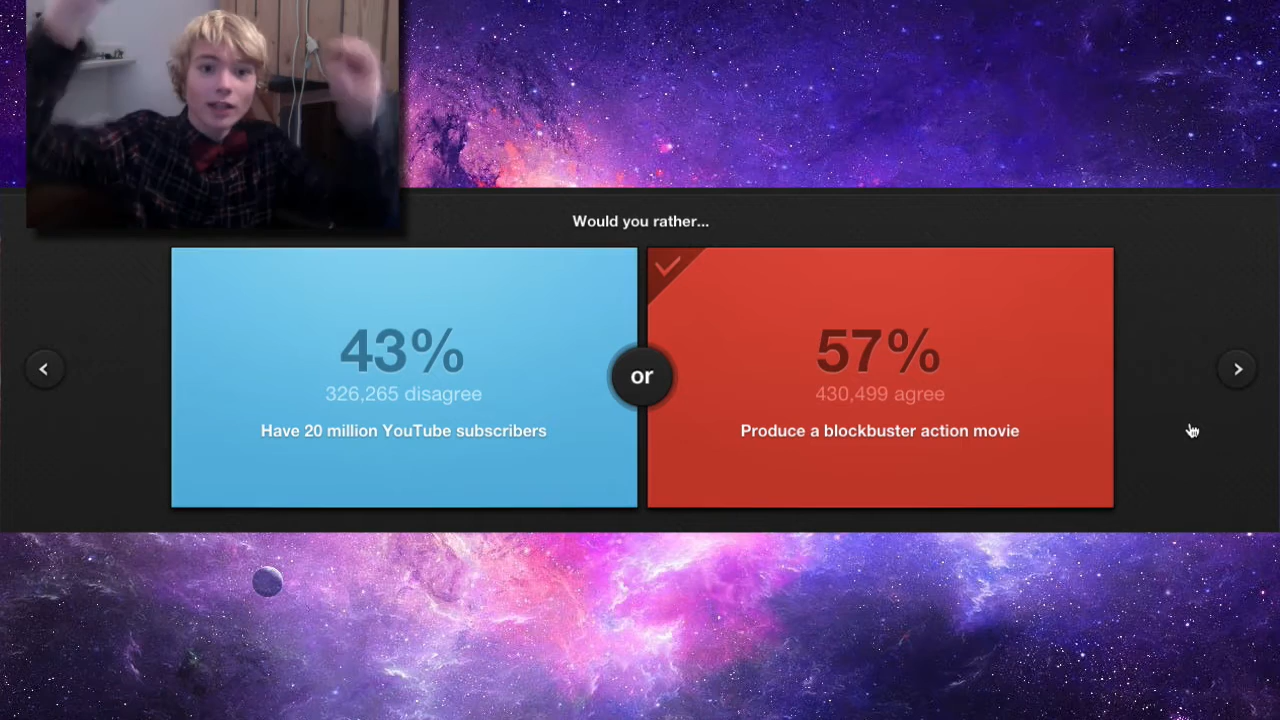 Would you rather...
43%
326,265 disagree
Have 20 million YouTube subscribers
or
57%
430,499 agree
Produce a blockbuster action movie